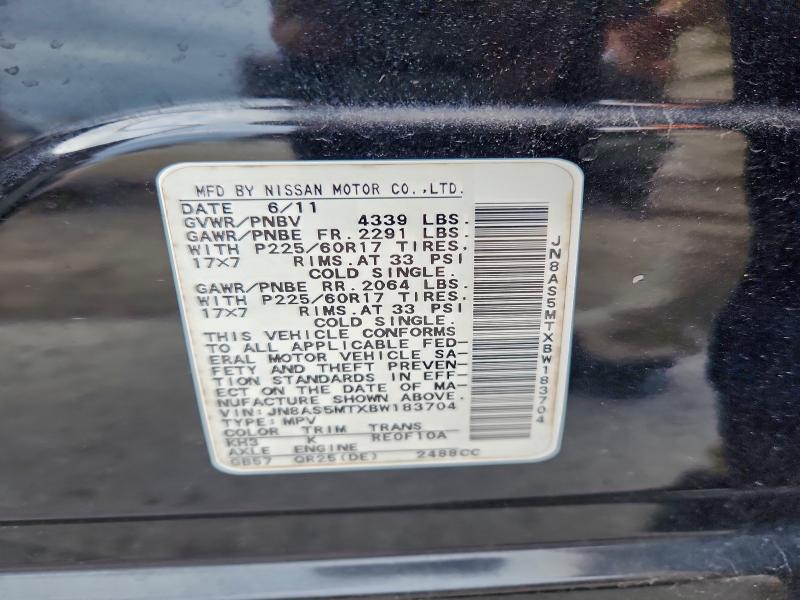 MFD BY NISSAN MOTOR CO.,LTD.
DATE 6/11
GVWR/PNBV 4339 LBS.
GAWR/PNBE FR. 2291 LBS.
WITH P225/60R17 TIRES.
17×7 RIMS. AT 33 PSI
COLD SINGLE.
GAWR/PNBE RR. 2064 LBS.
WITH P225/60R17 TIRES.
17×7 RIMS. AT 33 PSI
COLD SINGLE.
THIS VEHICLE CONFORMS
TO ALL APPLICABLE FED-
ERAL MOTOR VEHICLE SA-
FETY AND THEFT PREVEN-
TION STANDARDS IN EFF-
ECT ON THE DATE OF MA-
NUFACTURE SHOWN ABOVE.
VIN: JN8AS5MTXBW183704
TYPE: MPV
COLOR TRIM TRANS
KH3 K RE0F10A
AXLE ENGINE
GB57 QR25(DE) 2488CC
JN8AS5MTXBW183704